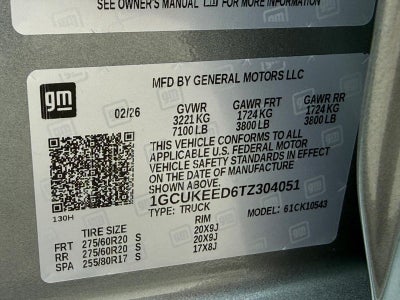 SEE OWNER'S MANUAL FOR MORE INFORMATION
gm
MFD BY GENERAL MOTORS LLC
02/26 GVWR GAWR FRT GAWR RR
3221 KG 1724 KG 1724 KG
7100 LB 3800 LB 3800 LB
THIS VEHICLE CONFORMS TO ALL
APPLICABLE U.S. FEDERAL MOTOR
VEHICLE SAFETY STANDARDS IN EFFECT
ON THE DATE OF MANUFACTURE
SHOWN ABOVE.
1GCUKEED6TZ304051
130H TYPE: TRUCK MODEL: 61CK10543
TIRE SIZE RIM
FRT 275/60R20 S 20X9J
RR 275/60R20 S 20X9J
SPA 255/80R17 S 17X8J